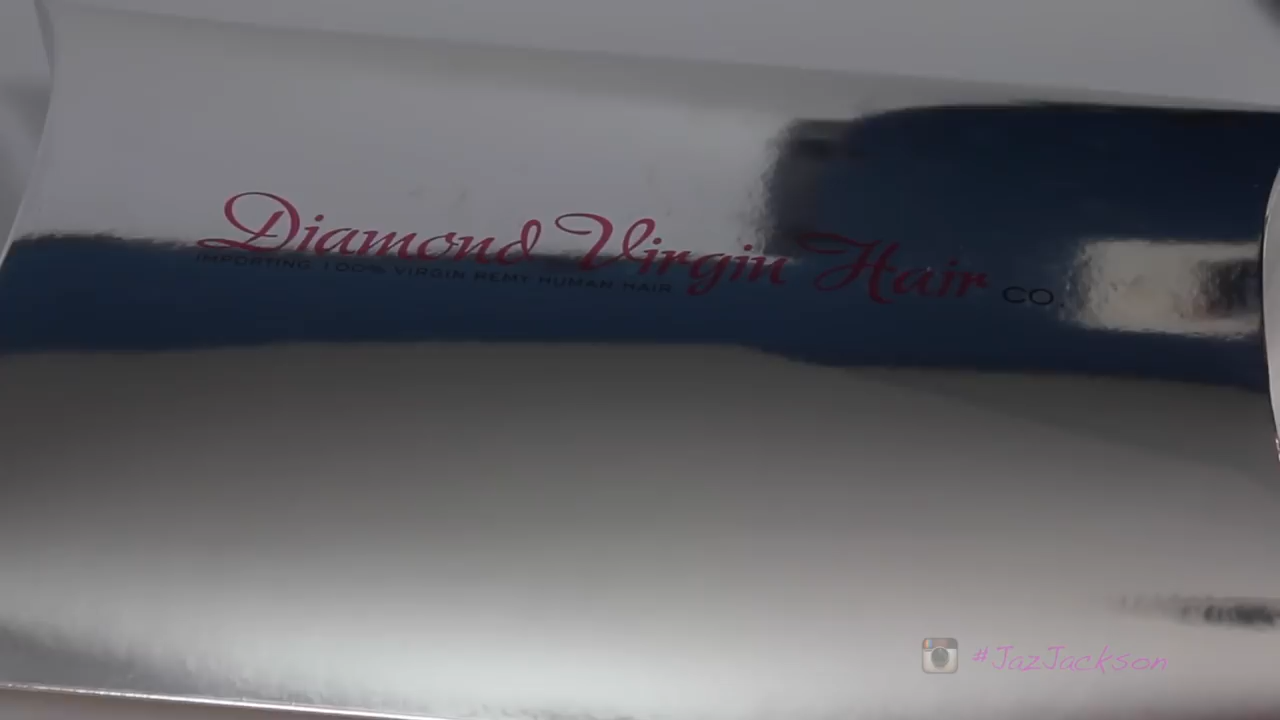 Diamond Virgin Hair CO.
IMPORTING 100% VIRGIN REMY HUMAN HAIR
#JazJackson